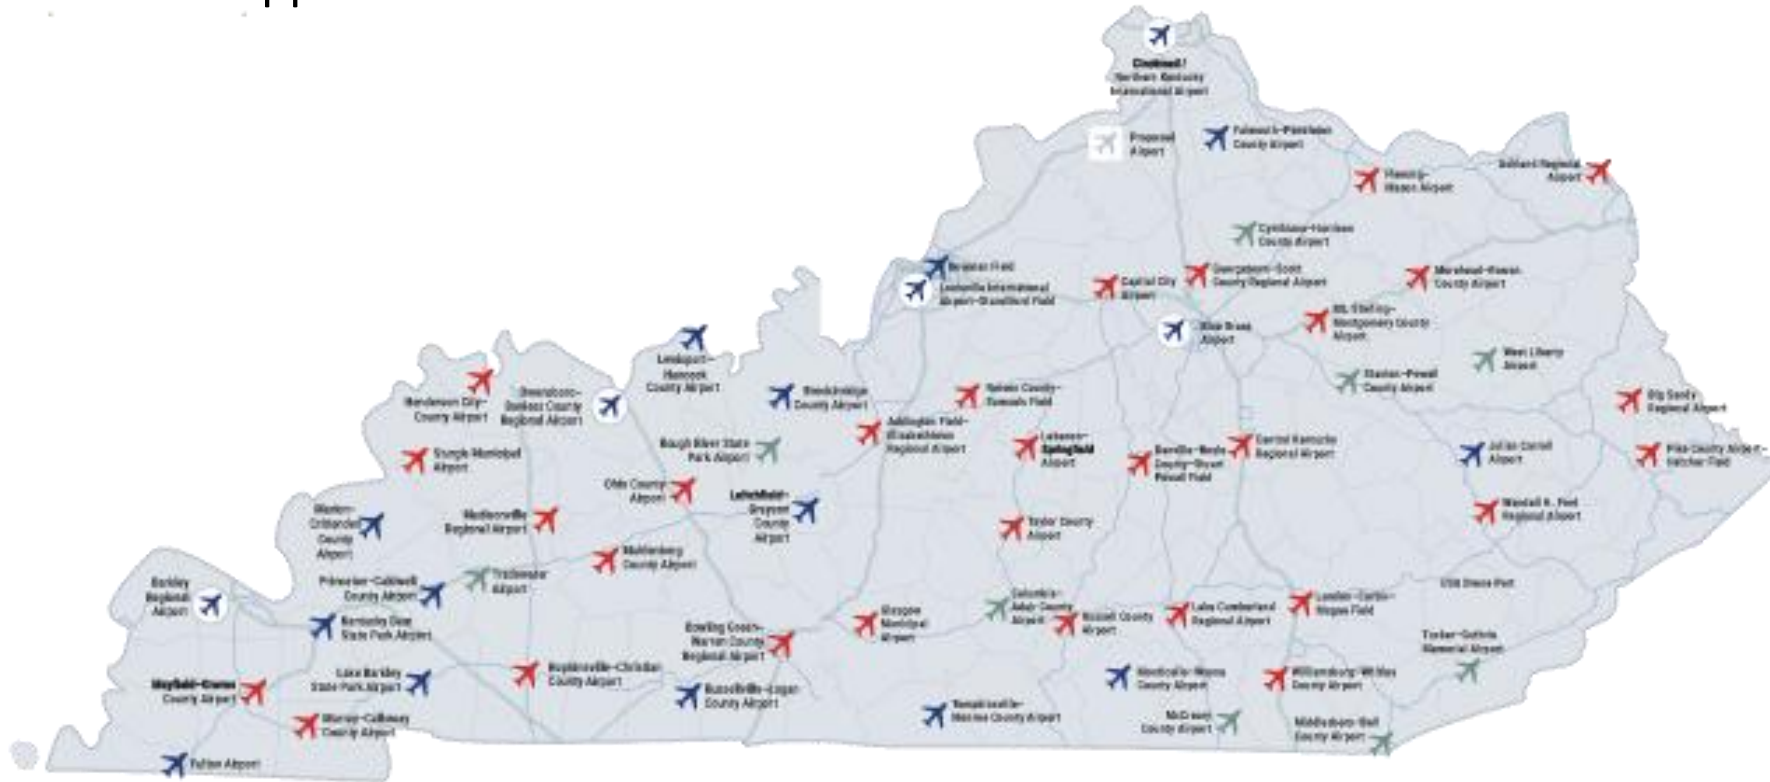 Cincinnati /
Northern Kentucky
International Airport
Proposed
Airport
Falmouth-Pendleton
County Airport
Fleming-
Mason Airport
Ashland Regional
Airport
Cynthiana-Harrison
County Airport
Bowman Field
Louisville International
Airport-Standiford Field
Capital City
Airport
Georgetown-Scott
County Regional Airport
Morehead-Rowan
County Airport
Mt. Sterling-
Montgomery County
Airport
Blue Grass
Airport
West Liberty
Airport
Stanton-Powell
County Airport
Big Sandy
Regional Airport
Henderson City-
County Airport
Owensboro-
Daviess County
Regional Airport
Hancock
County Airport
Breckinridge
County Airport
Addington Field-
Elizabethtown
Regional Airport
Nelson County-
Samuels Field
Lebanon-
Springfield
Airport
Danville-Boyle
County-Stuart
Powell Field
Central Kentucky
Regional Airport
Julian Carroll
Airport
Pike County Airport-
Hatcher Field
Sturgis Municipal
Airport
Rough River State
Park Airport
Ohio County
Airport
Leitchfield-
Grayson
County
Airport
Wendell H. Ford
Regional Airport
Marion-
Crittenden
County
Airport
Madisonville
Regional Airport
Muhlenberg
County Airport
Taylor County
Airport
Barkley
Regional
Airport
Princeton-Caldwell
County Airport
Tradewater
Airport
Kentucky Dam
State Park Airport
Bowling Green-
Warren County
Regional Airport
Glasgow
Municipal
Airport
Columbia-
Adair County
Airport
Russell County
Airport
Lake Cumberland
Regional Airport
London-Corbin-
Magee Field
USA Drone Port
Tucker-Guthrie
Memorial Airport
Mayfield-Graves
County Airport
Lake Barkley
State Park Airport
Hopkinsville-Christian
County Airport
Russellville-Logan
County Airport
Monticello-Wayne
County Airport
Williamsburg-Whitley
County Airport
Murray-Calloway
County Airport
Tompkinsville-
Monroe County Airport
McCreary
County Airport
Middlesboro-Bell
County Airport
Fulton Airport